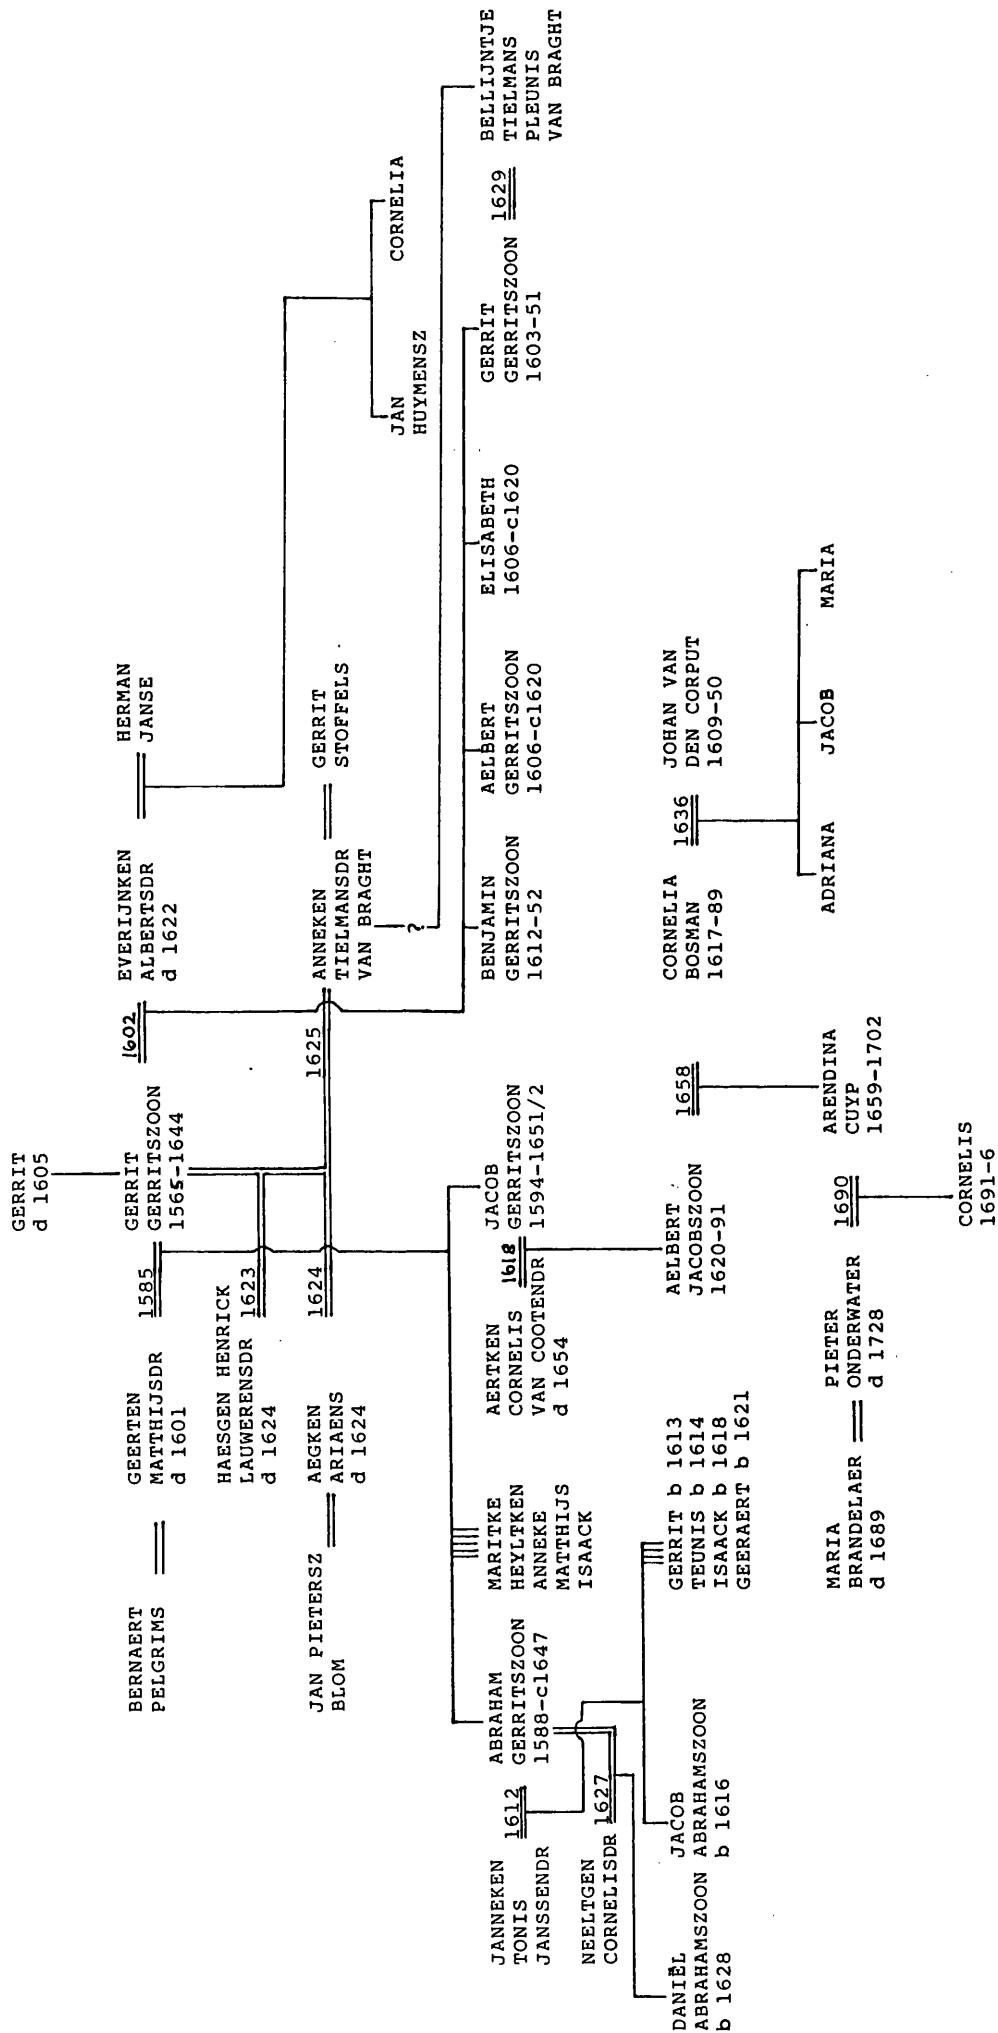 GERRIT
d 1605
BERNAERT
PELGRIMS
GEERTEN
MATTHIJSDR
d 1601
1585
GERRIT
GERRITSZOON
1565-1644
1602
EVERIJNKEN
ALBERTSDR
d 1622
HERMAN
JANSE
HAESGEN HENRICK
LAUWERENSDR
d 1624
1623
JAN PIETERSZ
BLOM
AEGKEN
ARIAENS
d 1624
1624
1625
ANNEKEN
TIELMANSDR
VAN BRAGHT
GERRIT
STOFFELS
JAN
HUYMENSZ
CORNELIA
?
JANNEKEN
TONIS
JANSSENDR
1612
ABRAHAM
GERRITSZOON
1588-c1647
MARITKE
HEYLTKEN
ANNEKE
MATTHIJS
ISAACK
AERTKEN
CORNELIS
VAN COOTENDR
d 1654
1618
JACOB
GERRITSZOON
1594-1651/2
BENJAMIN
GERRITSZOON
1612-52
AELBERT
GERRITSZOON
1606-c1620
ELISABETH
1606-c1620
GERRIT
GERRITSZOON
1603-51
1629
BELLIJNTJE
TIELMANS
PLEUNIS
VAN BRAGHT
NEELTGEN
CORNELISDR
1627
DANIËL
ABRAHAMSZOON
b 1628
JACOB
ABRAHAMSZOON
b 1616
GERRIT b 1613
TEUNIS b 1614
ISAACK b 1618
GEERAERT b 1621
AELBERT
JACOBSZOON
1620-91
1658
CORNELIA
BOSMAN
1617-89
1636
JOHAN VAN
DEN CORPUT
1609-50
MARIA
BRANDELAER
d 1689
PIETER
ONDERWATER
d 1728
1690
ARENDINA
CUYP
1659-1702
ADRIANA
JACOB
MARIA
CORNELIS
1691-6